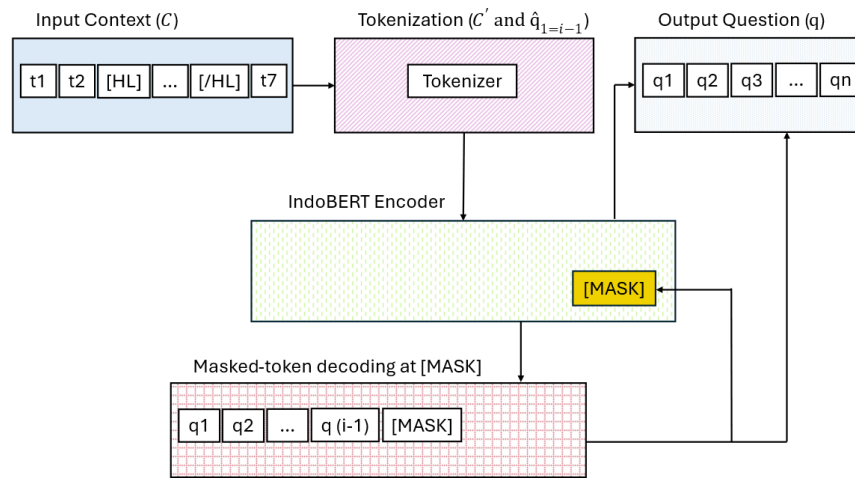 Input Context (C)
t1 t2 [HL] ... [/HL] t7
Tokenization (C′ and q̂1=i−1)
Tokenizer
Output Question (q)
q1 q2 q3 ... qn
IndoBERT Encoder
[MASK]
Masked-token decoding at [MASK]
q1 q2 ... q (i-1) [MASK]